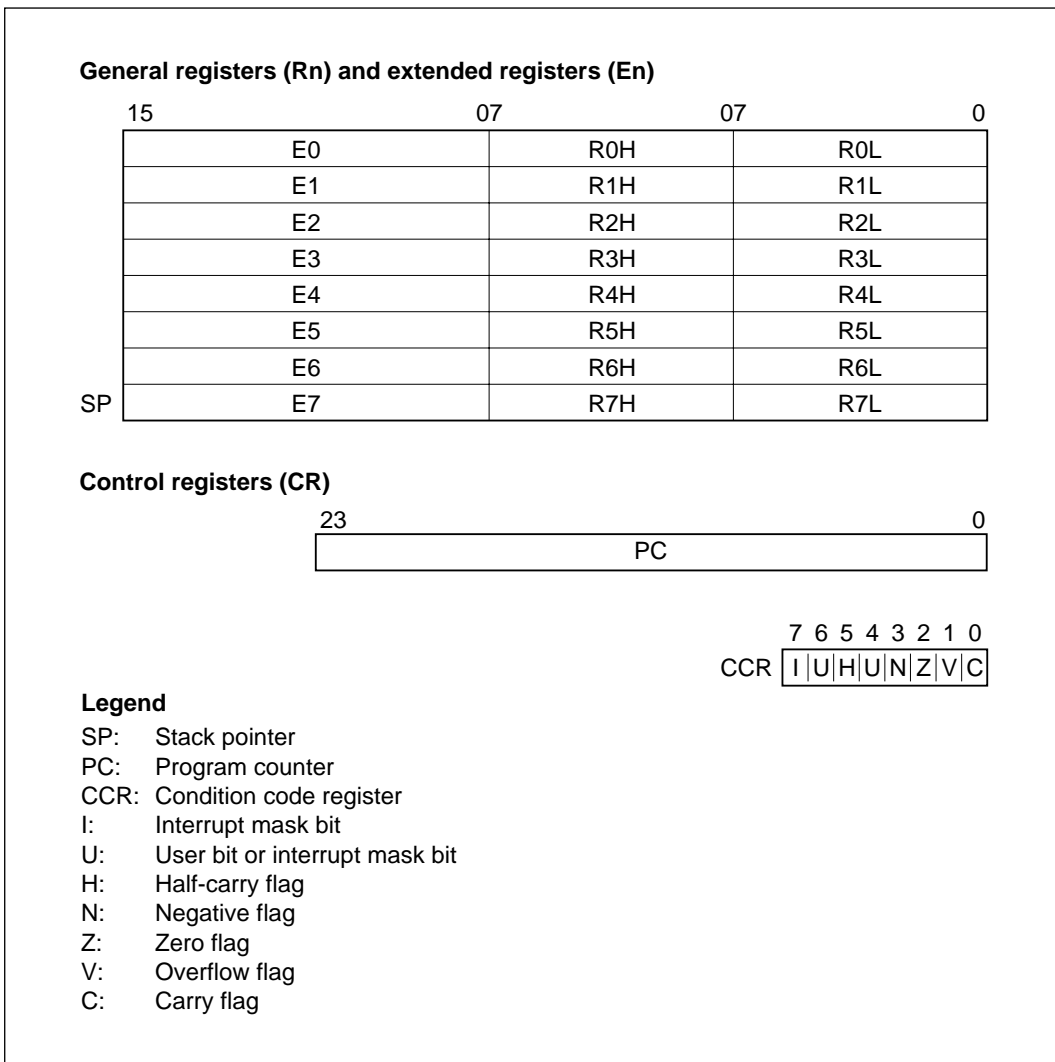 General registers (Rn) and extended registers (En)
15 07 07 0
E0 R0H R0L
E1 R1H R1L
E2 R2H R2L
E3 R3H R3L
E4 R4H R4L
E5 R5H R5L
E6 R6H R6L
SP E7 R7H R7L
Control registers (CR)
23 0
PC
7 6 5 4 3 2 1 0
CCR I U H U N Z V C
Legend
SP: Stack pointer
PC: Program counter
CCR: Condition code register
I: Interrupt mask bit
U: User bit or interrupt mask bit
H: Half-carry flag
N: Negative flag
Z: Zero flag
V: Overflow flag
C: Carry flag